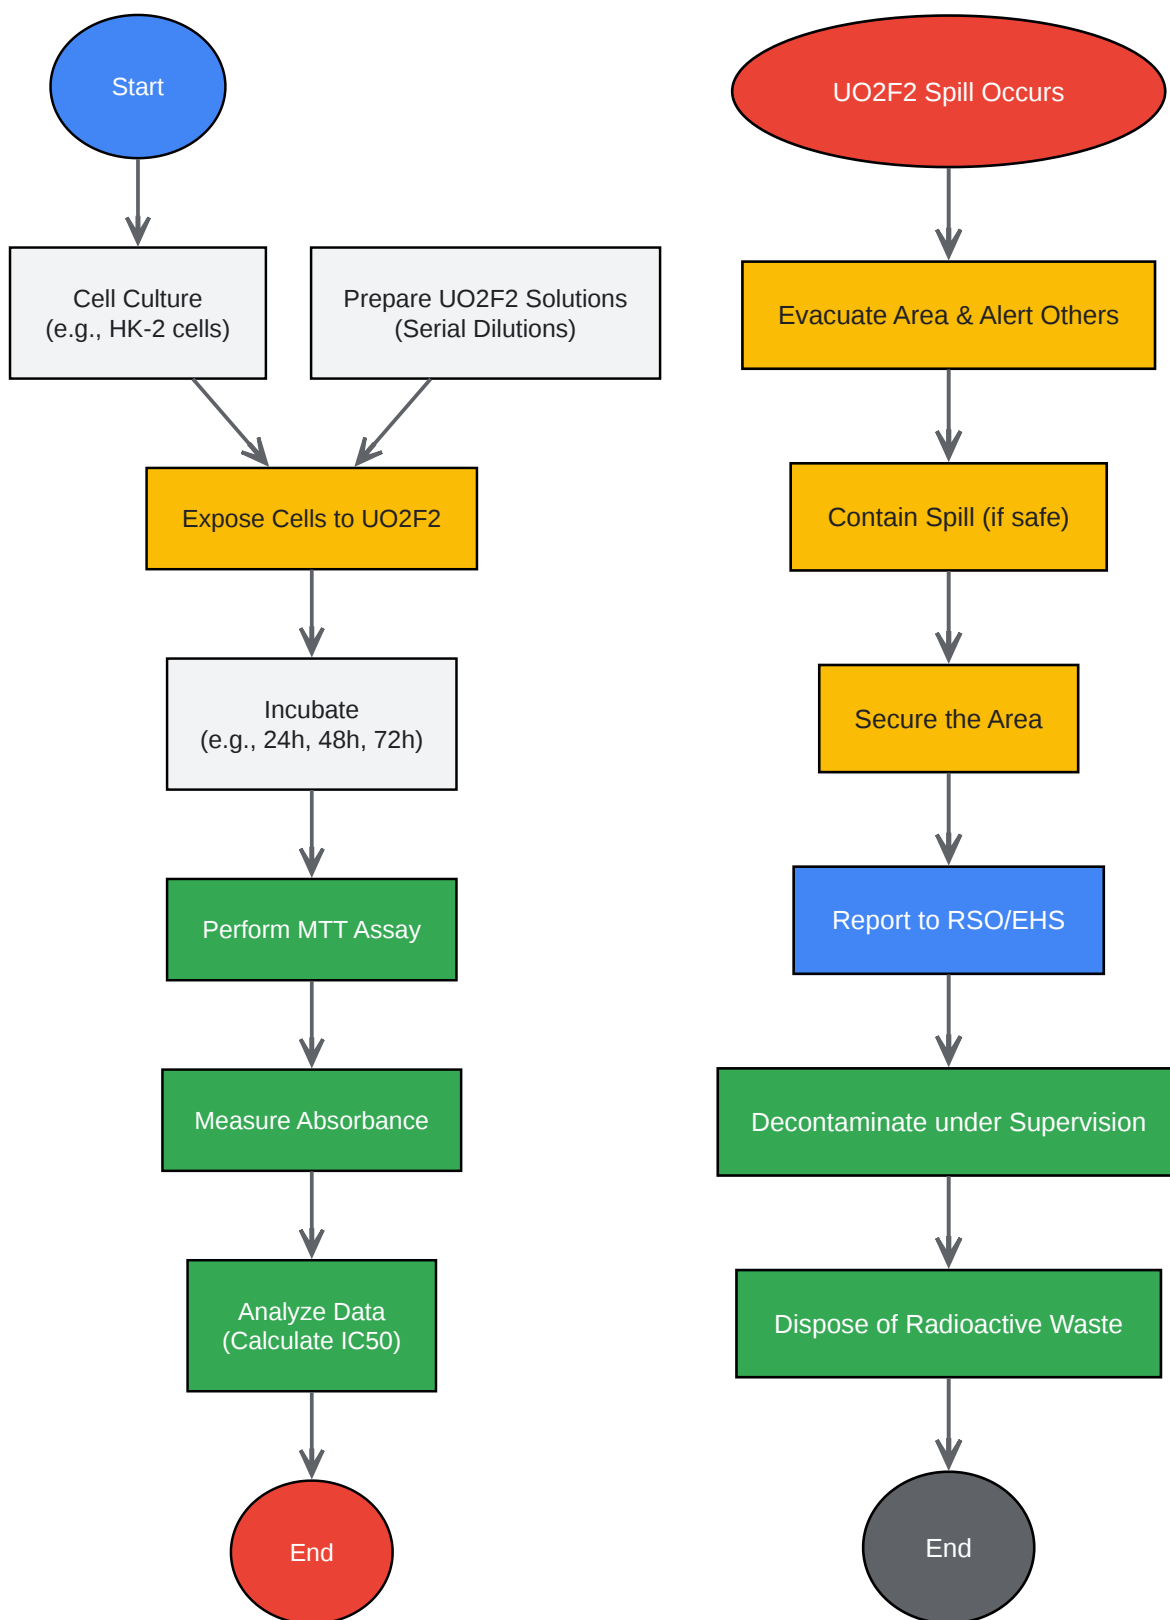 Start
Cell Culture
(e.g., HK-2 cells)
Prepare UO2F2 Solutions
(Serial Dilutions)
Expose Cells to UO2F2
Incubate
(e.g., 24h, 48h, 72h)
Perform MTT Assay
Measure Absorbance
Analyze Data
(Calculate IC50)
End
UO2F2 Spill Occurs
Evacuate Area & Alert Others
Contain Spill (if safe)
Secure the Area
Report to RSO/EHS
Decontaminate under Supervision
Dispose of Radioactive Waste
End